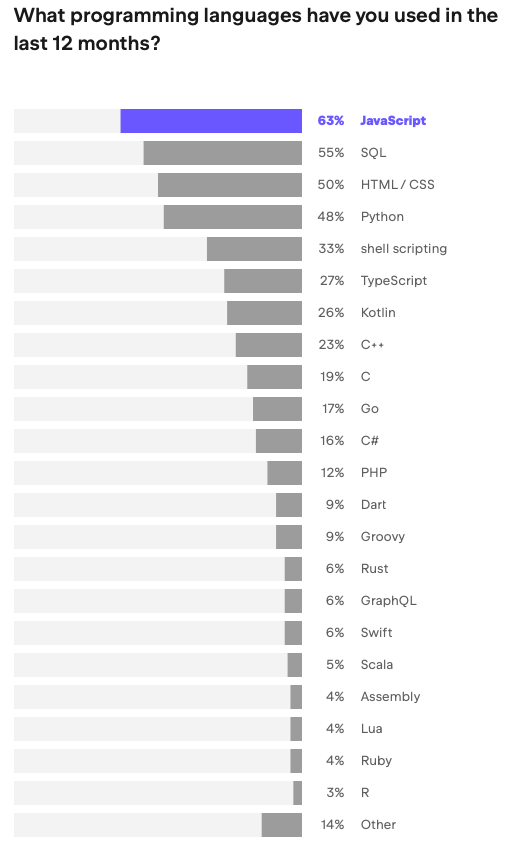 What programming languages have you used in the
last 12 months?
63% JavaScript
55% SQL
50% HTML / CSS
48% Python
33% shell scripting
27% TypeScript
26% Kotlin
23% C++
19% C
17% Go
16% C#
12% PHP
9% Dart
9% Groovy
6% Rust
6% GraphQL
6% Swift
5% Scala
4% Assembly
4% Lua
4% Ruby
3% R
14% Other